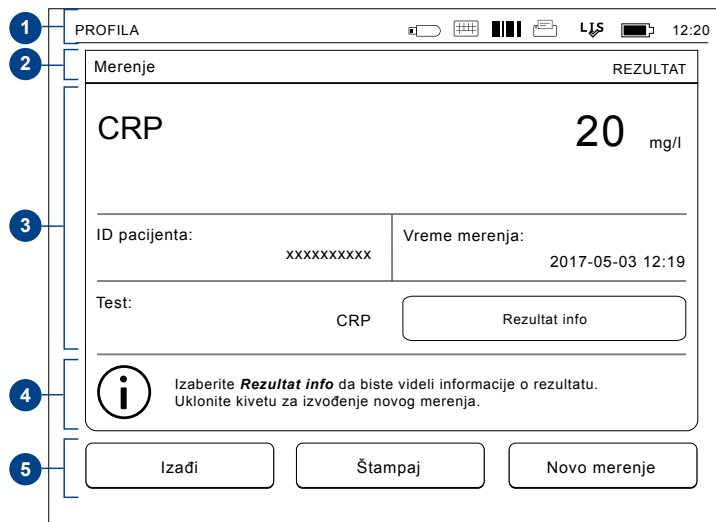 1
PROFILA
LIS
12:20
2
Merenje
REZULTAT
3
CRP
20 mg/l
ID pacijenta:
xxxxxxxxxx
Vreme merenja:
2017-05-03 12:19
Test:
CRP
Rezultat info
4
i
Izaberite Rezultat info da biste videli informacije o rezultatu.
Uklonite kivetu za izvođenje novog merenja.
5
Izađi
Štampaj
Novo merenje